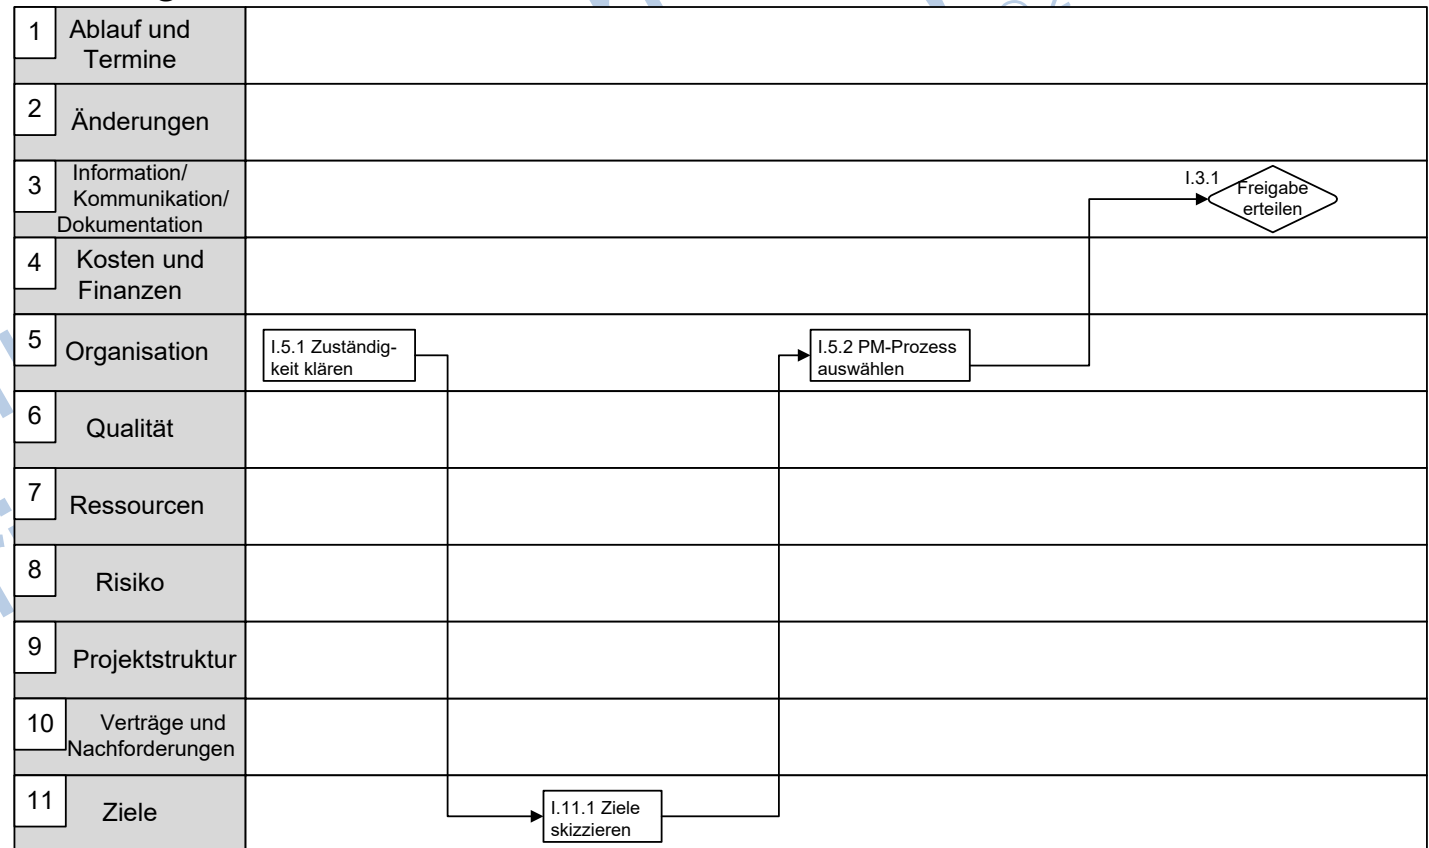 1
Ablauf und
Termine
2
Änderungen
3
Information/
Kommunikation/
Dokumentation
I.3.1
Freigabe
erteilen
4
Kosten und
Finanzen
5
Organisation
I.5.1 Zuständig-
keit klären
I.5.2 PM-Prozess
auswählen
6
Qualität
7
Ressourcen
8
Risiko
9
Projektstruktur
10
Verträge und
Nachforderungen
11
Ziele
I.11.1 Ziele
skizzieren